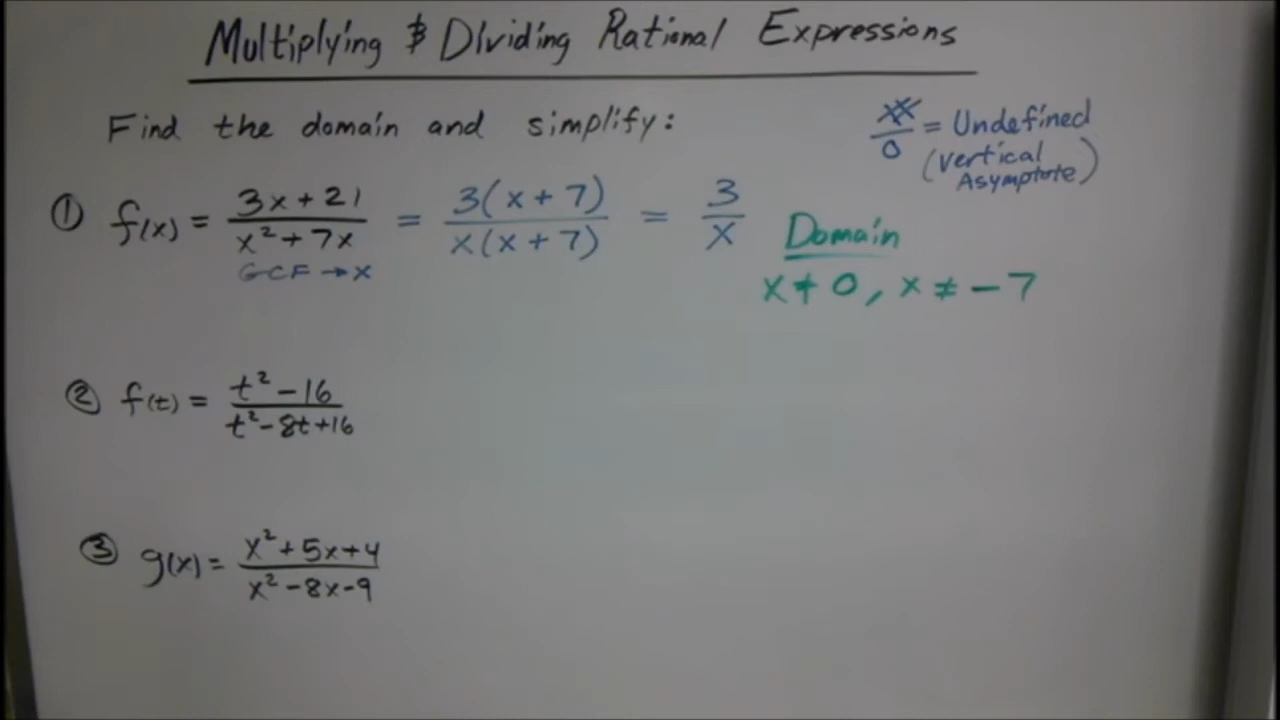 Multiplying & Dividing Rational Expressions
Find the domain and simplify:
/0 = Undefined
(Vertical Asymptote)
① f(x) = (3x+21)/(x²+7x) = 3(x+7)/x(x+7) = 3/x
GCF → x
Domain
x ≠ 0, x ≠ -7
② f(t) = (t²-16)/(t²-8t+16)
③ g(x) = (x²+5x+4)/(x²-8x-9)